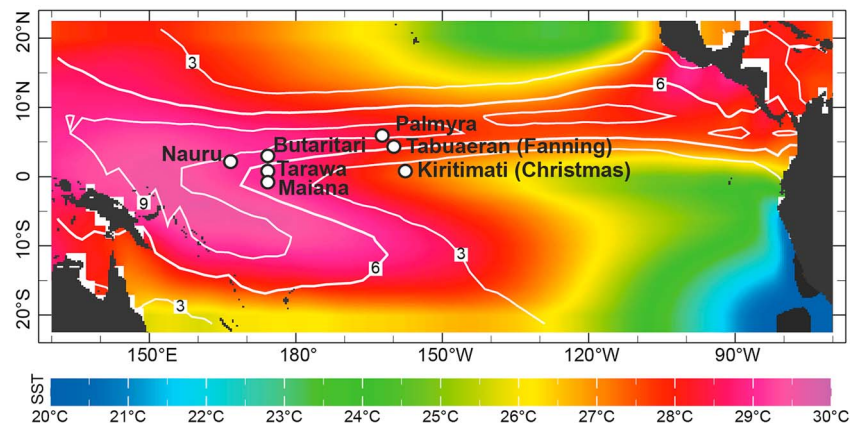 20°N
3
6
10°N
Palmyra
Butaritari
Nauru
Tabuaeran (Fanning)
Tarawa
Kiritimati (Christmas)
0
Maiana
9
10°S
3
6
3
20°S
150°E 180° 150°W 120°W 90°W
SST
20°C 21°C 22°C 23°C 24°C 25°C 26°C 27°C 28°C 29°C 30°C